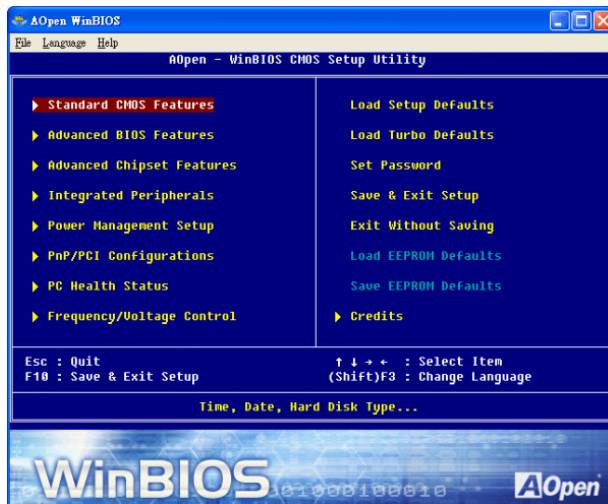 AOpen WinBIOS
File Language Help
AOpen - WinBIOS CMOS Setup Utility
Standard CMOS Features
Advanced BIOS Features
Advanced Chipset Features
Integrated Peripherals
Power Management Setup
PnP/PCI Configurations
PC Health Status
Frequency/Voltage Control
Load Setup Defaults
Load Turbo Defaults
Set Password
Save & Exit Setup
Exit Without Saving
Load EEPROM Defaults
Save EEPROM Defaults
Credits
Esc : Quit
F10 : Save & Exit Setup
↑ ↓ → ← : Select Item
(Shift)F3 : Change Language
Time, Date, Hard Disk Type...
WinBIOS
AOpen